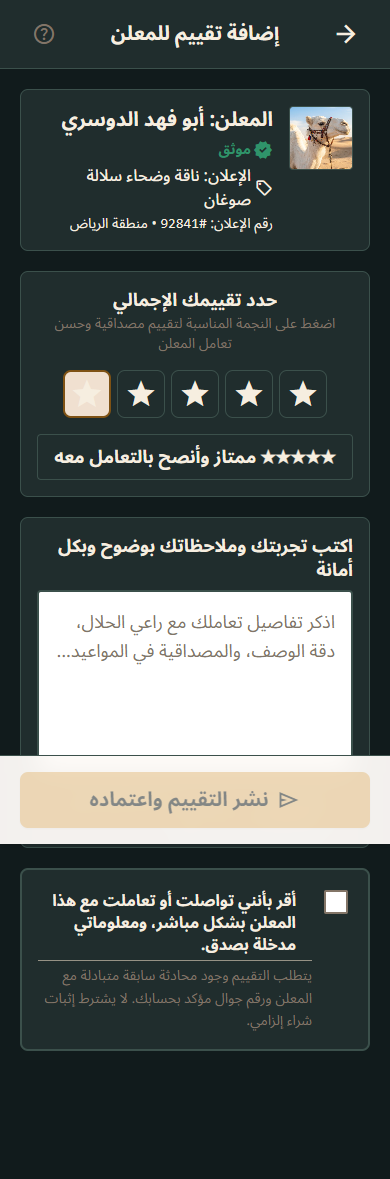 إضافة تقييم للمعلن
المعلن: أبو فهد الدوسري
موثق
الإعلان: ناقة وضحاء سلالة
صوغان
رقم الإعلان: #92841 • منطقة الرياض
حدد تقييمك الإجمالي
اضغط على النجمة المناسبة لتقييم مصداقية وحسن
تعامل المعلن
★★★★★ ممتاز وأنصح بالتعامل معه
اكتب تجربتك وملاحظاتك بوضوح وبكل
أمانة
اذكر تفاصيل تعاملك مع راعي الحلال،
دقة الوصف، والمصداقية في المواعيد...
نشر التقييم واعتماده
أقر بأنني تواصلت أو تعاملت مع هذا
المعلن بشكل مباشر، ومعلوماتي
مدخلة بصدق.
يتطلب التقييم وجود محادثة سابقة متبادلة مع
المعلن ورقم جوال مؤكد بحسابك. لا يشترط إثبات
شراء إلزامي.